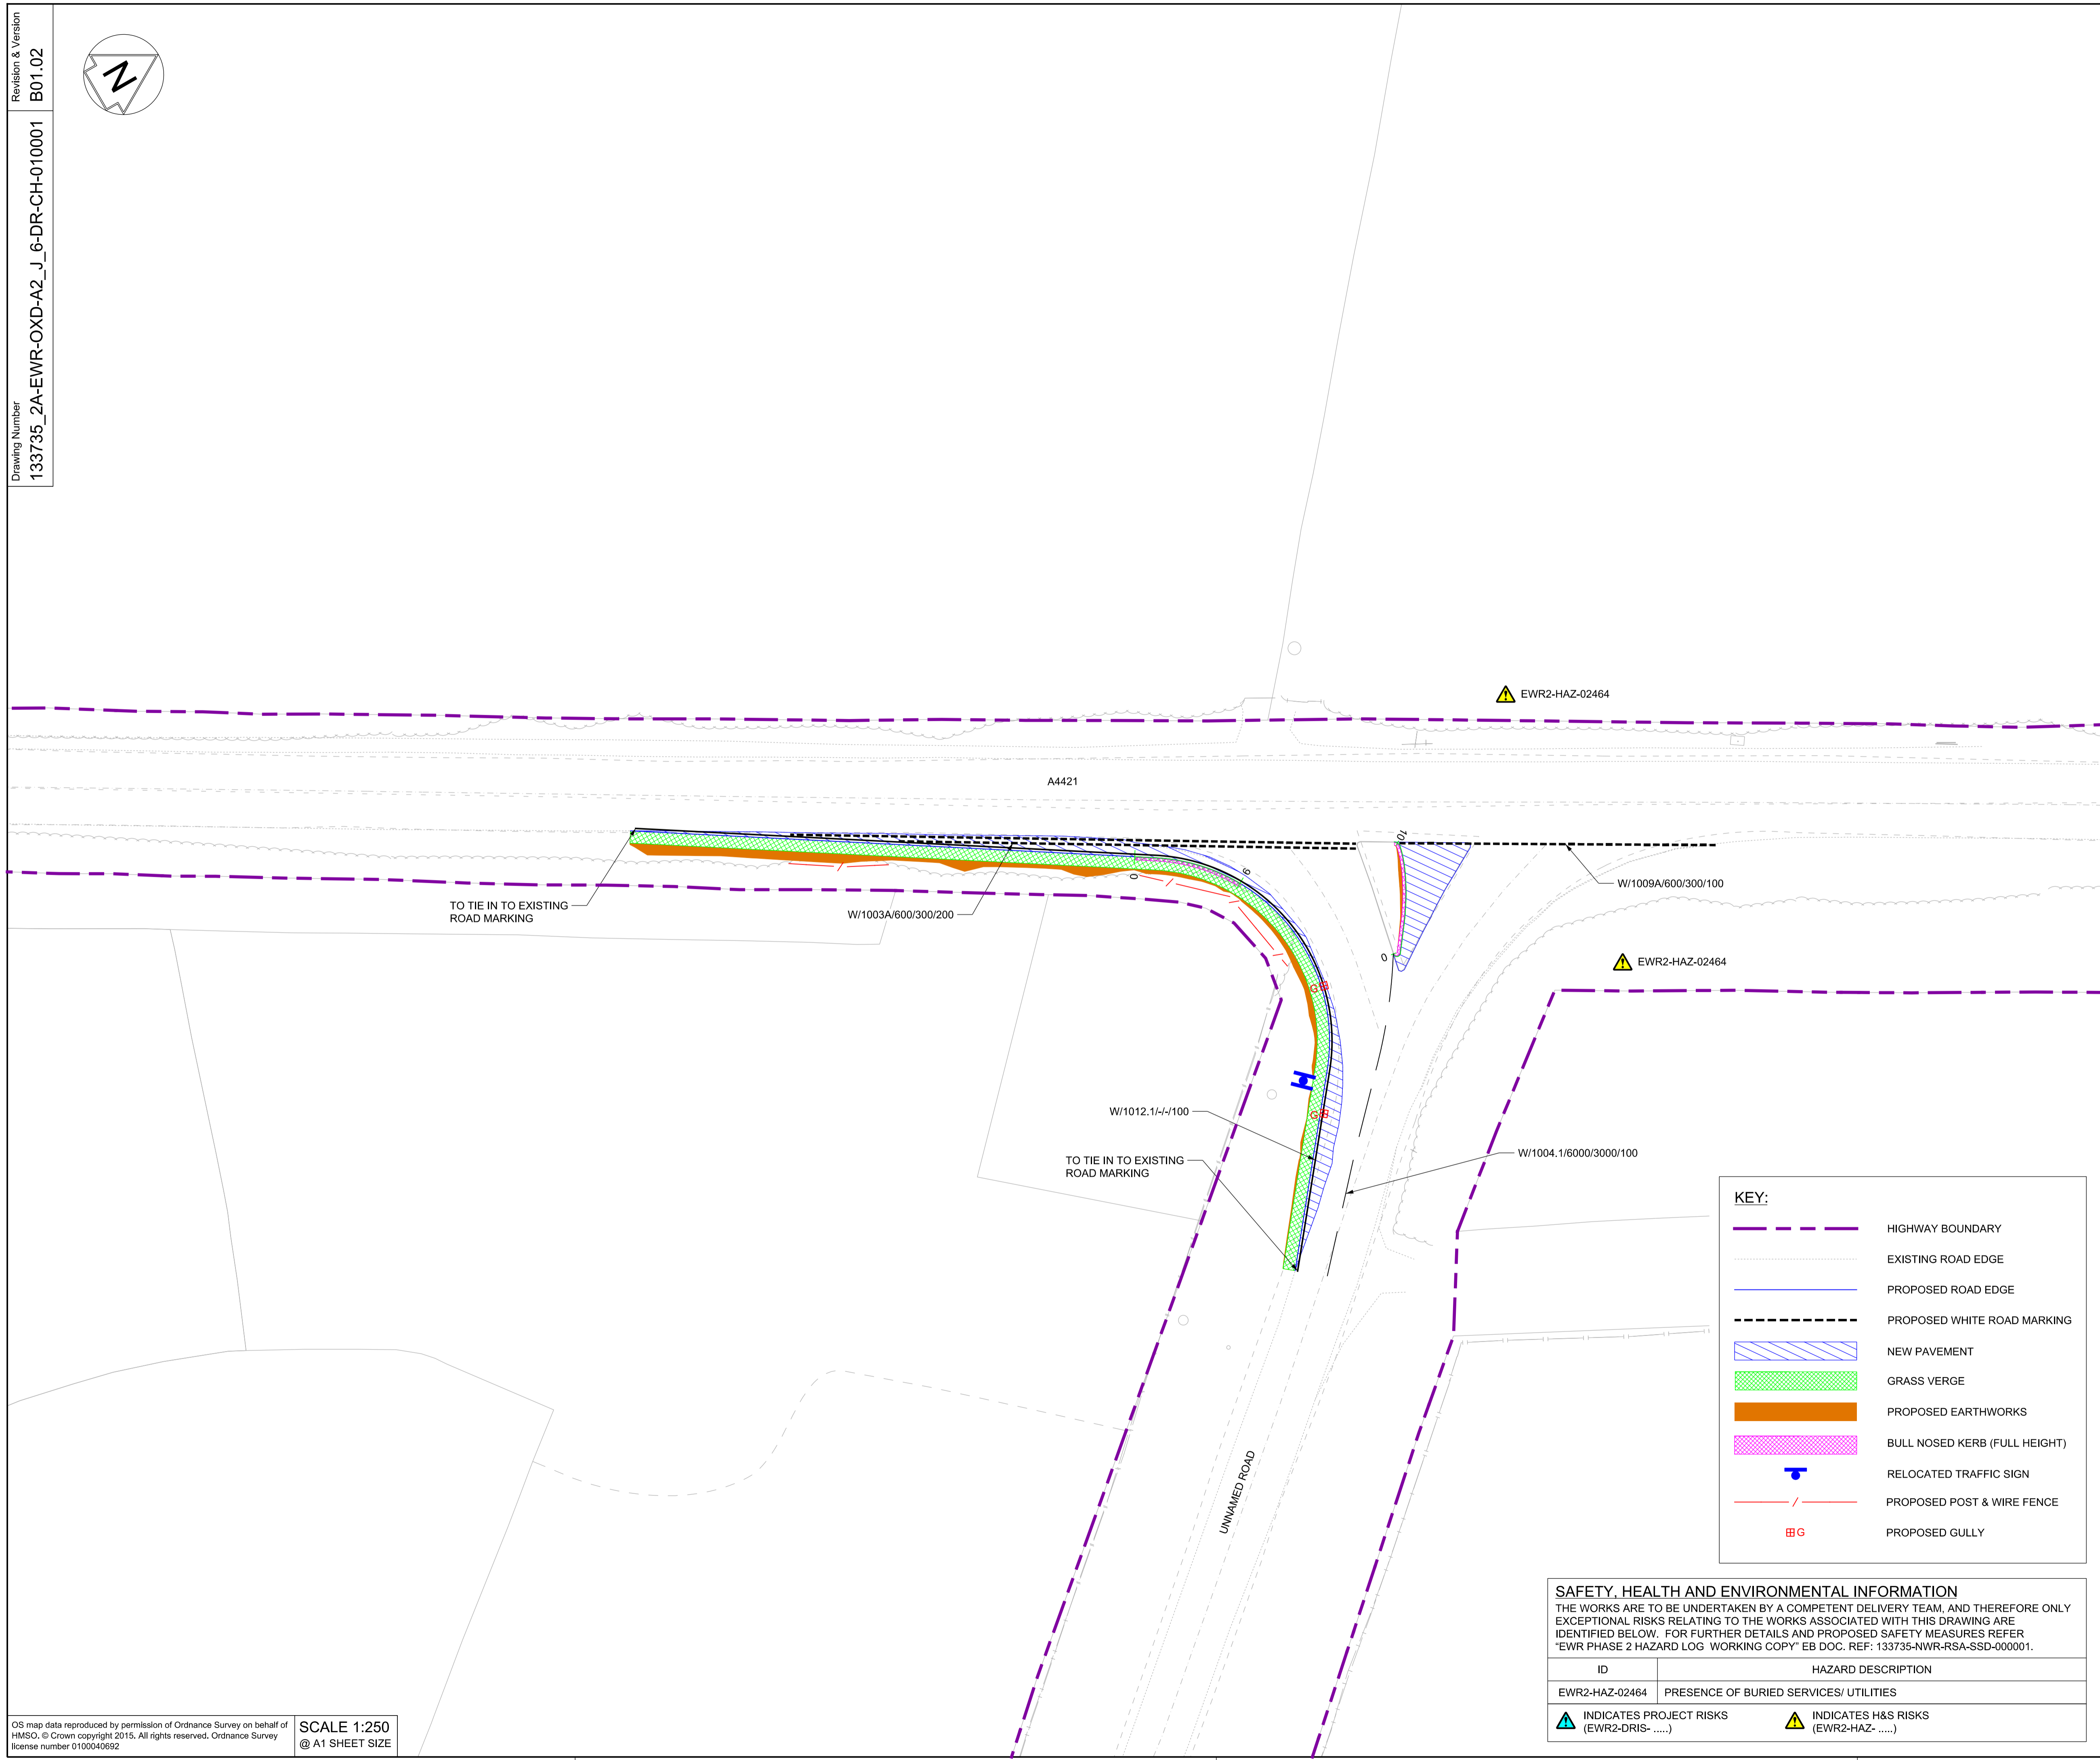 Revision & Version
B01.02
Drawing Number
133735_2A-EWR-OXD-A2_J_6-DR-CH-010001
N
EWR2-HAZ-02464
A4421
10
W/1009A/600/300/100
6
0
TO TIE IN TO EXISTING
ROAD MARKING
W/1003A/600/300/200
0
EWR2-HAZ-02464
G
W/1012.1/-/-/100
G
W/1004.1/6000/3000/100
TO TIE IN TO EXISTING
ROAD MARKING
UNNAMED ROAD
KEY:
HIGHWAY BOUNDARY
EXISTING ROAD EDGE
PROPOSED ROAD EDGE
PROPOSED WHITE ROAD MARKING
NEW PAVEMENT
GRASS VERGE
PROPOSED EARTHWORKS
BULL NOSED KERB (FULL HEIGHT)
RELOCATED TRAFFIC SIGN
PROPOSED POST & WIRE FENCE
G PROPOSED GULLY
SAFETY, HEALTH AND ENVIRONMENTAL INFORMATION
THE WORKS ARE TO BE UNDERTAKEN BY A COMPETENT DELIVERY TEAM, AND THEREFORE ONLY
EXCEPTIONAL RISKS RELATING TO THE WORKS ASSOCIATED WITH THIS DRAWING ARE
IDENTIFIED BELOW. FOR FURTHER DETAILS AND PROPOSED SAFETY MEASURES REFER
"EWR PHASE 2 HAZARD LOG WORKING COPY" EB DOC. REF: 133735-NWR-RSA-SSD-000001.
ID HAZARD DESCRIPTION
EWR2-HAZ-02464 PRESENCE OF BURIED SERVICES/ UTILITIES
INDICATES PROJECT RISKS
(EWR2-DRIS- .....)
INDICATES H&S RISKS
(EWR2-HAZ- .....)
OS map data reproduced by permission of Ordnance Survey on behalf of
HMSO. © Crown copyright 2015. All rights reserved. Ordnance Survey
license number 0100040692
SCALE 1:250
@ A1 SHEET SIZE